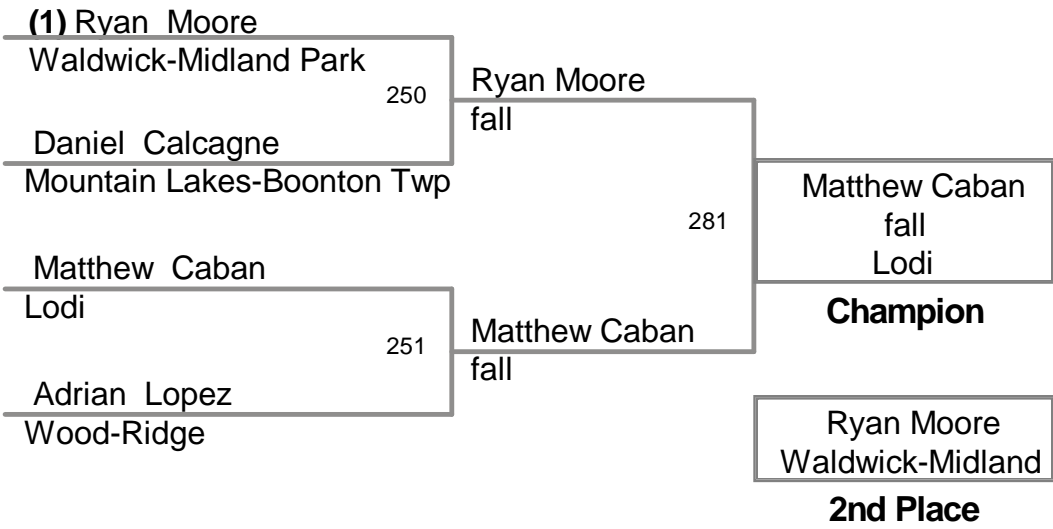 (1) Ryan Moore
Waldwick-Midland Park
250
Ryan Moore
fall
Daniel Calcagne
Mountain Lakes-Boonton Twp
281
Matthew Caban
fall
Lodi
Champion
Matthew Caban
Lodi
251
Matthew Caban
fall
Adrian Lopez
Wood-Ridge
Ryan Moore
Waldwick-Midland
2nd Place